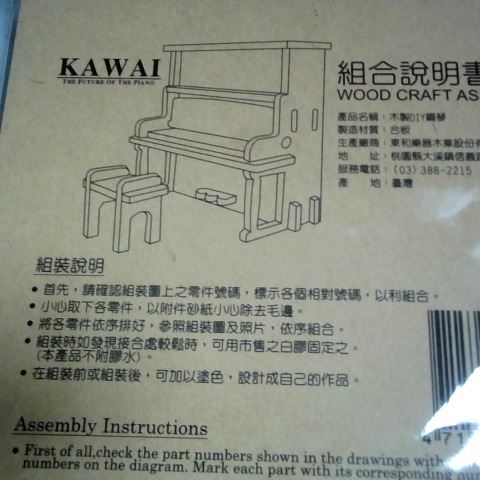 KAWAI
THE FUTURE OF THE PIANO
組合說明書
WOOD CRAFT AS
產品名稱：木製DIY鋼琴
製造材質：合板
生產廠商：東和樂器木業股份有
地　　址：桃園縣大溪鎮信義路
服務電話：(03) 388-2215
產　　地：臺灣
組裝說明
• 首先，請確認組裝圖上之零件號碼，標示各個相對號碼，以利組合。
• 小心取下各零件，以附件砂紙小心除去毛邊。
• 將各零件依序排好，參照組裝圖及照片，依序組合。
• 組裝時如發現接合處較鬆時，可用市售之白膠固定之。
(本產品不附膠水)。
• 在組裝前或組裝後，可加以塗色，設計成自己的作品。
4 71
Assembly Instructions
• First of all,check the part numbers shown in the drawings with
numbers on the diagram. Mark each part with its corresponding